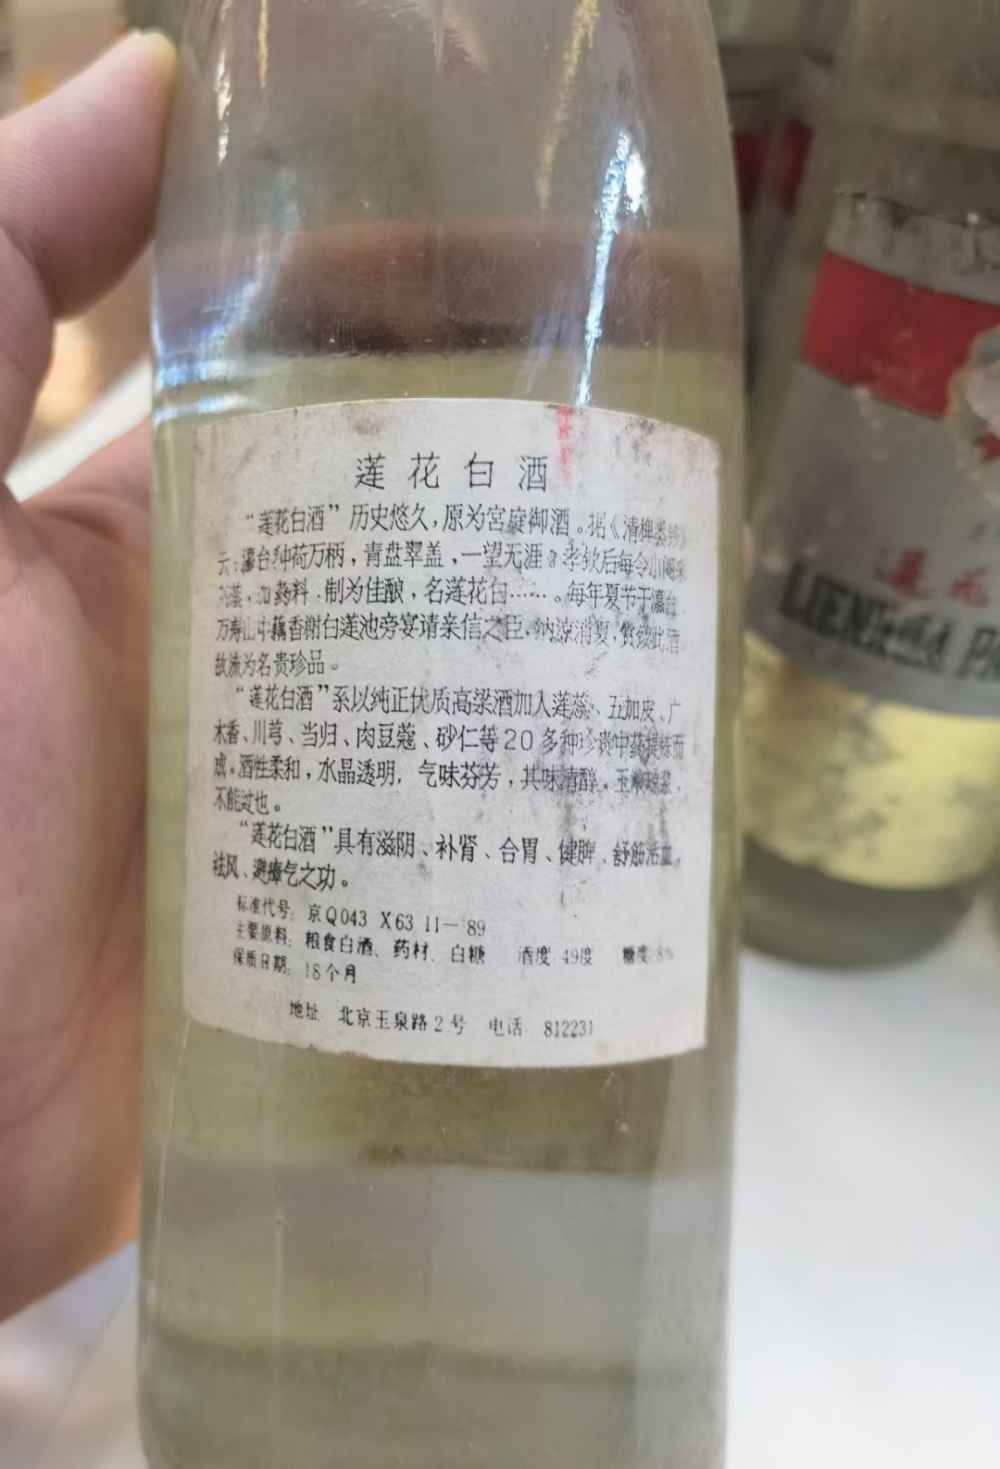 莲花白酒
“莲花白酒”历史悠久，原为宫廷御酒。据《清稗类钞》
云：瀛台种荷万柄，青盘翠盖，一望无涯。孝钦后每令小阉采
其蕊，加药料，制为佳酿，名莲花白……。每年夏节于瀛台
万寿山中藕香榭白莲池旁宴请亲信之臣，纳凉消夏，赏饮此酒
故流为名贵珍品。
“莲花白酒”系以纯正优质高梁酒加入莲蕊、五加皮、广
木香、川芎、当归、肉豆蔻、砂仁等20多种珍贵中药提炼而
成。酒性柔和，水晶透明，气味芬芳，其味清醇，玉液琼浆，
不能过也。
“莲花白酒”具有滋阴、补肾、合胃、健脾、舒筋活血、
祛风、避瘴气之功。
标准代号：京Q043 X63 11—89
主要原料：粮食白酒、药材、白糖 酒度：49度 糖度：8%
保质日期：18个月
地址 北京玉泉路2号 电话 812231
莲花
LIENHUA